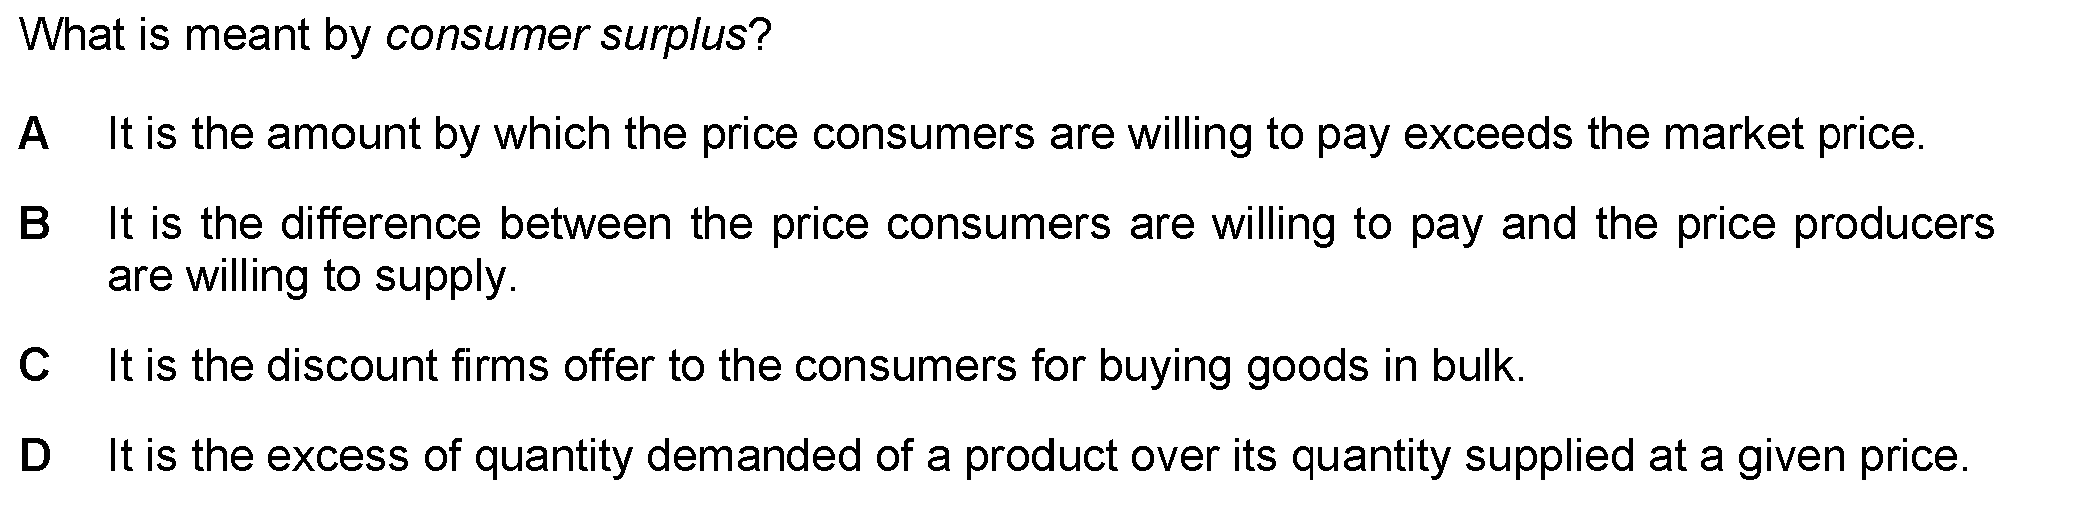 What is meant by consumer surplus?
A It is the amount by which the price consumers are willing to pay exceeds the market price.
B It is the difference between the price consumers are willing to pay and the price producers
are willing to supply.
C It is the discount firms offer to the consumers for buying goods in bulk.
D It is the excess of quantity demanded of a product over its quantity supplied at a given price.